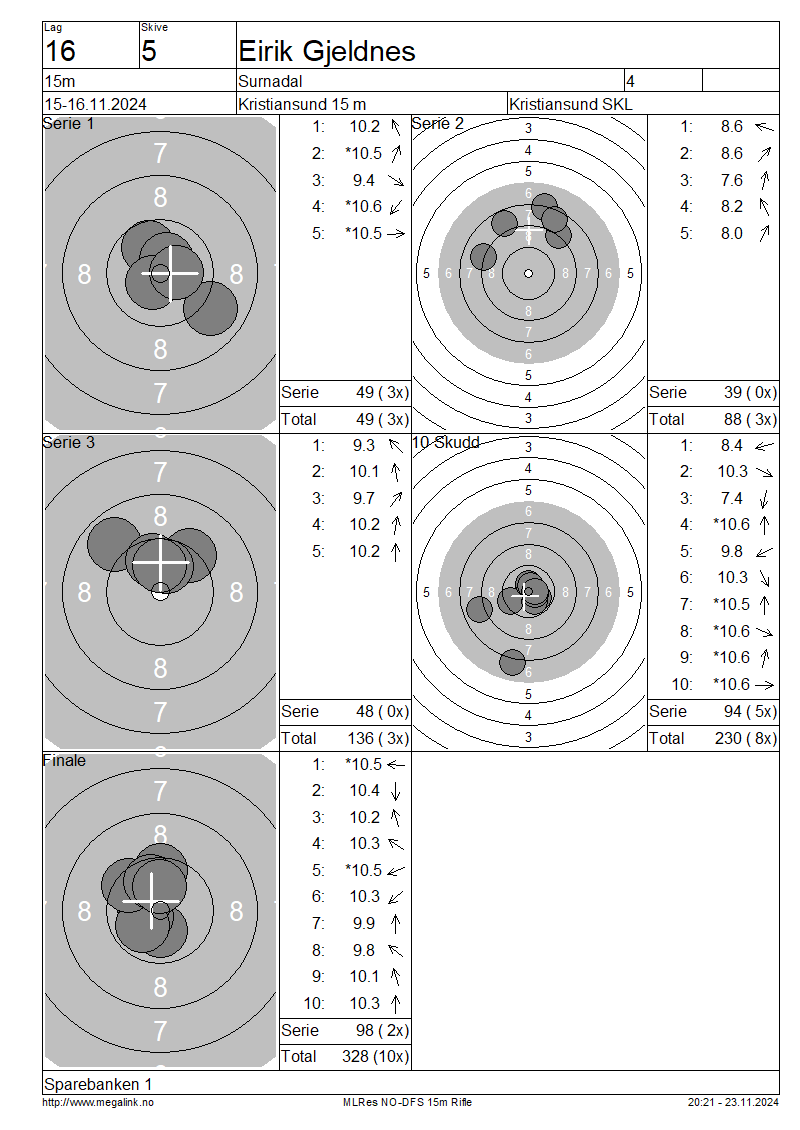 Lag
Skive
16
5
Eirik Gjeldnes
15m
Surnadal
4
15-16.11.2024
Kristiansund 15 m
Kristiansund SKL
Serie 1
7
8
8
8
8
7
1: 10.2
2: *10.5
3: 9.4
4: *10.6
5: *10.5
Serie 49 ( 3x)
Total 49 ( 3x)
Serie 2
3
4
5
6
7
8
5 6 7 8 8 7 6 5
8
7
6
5
4
3
1: 8.6
2: 8.6
3: 7.6
4: 8.2
5: 8.0
Serie 39 ( 0x)
Total 88 ( 3x)
Serie 3
7
8
8
8
8
7
1: 9.3
2: 10.1
3: 9.7
4: 10.2
5: 10.2
Serie 48 ( 0x)
Total 136 ( 3x)
10 Skudd
3
4
5
6
7
8
5 6 7 8 8 7 6 5
8
7
6
5
4
3
1: 8.4
2: 10.3
3: 7.4
4: *10.6
5: 9.8
6: 10.3
7: *10.5
8: *10.6
9: *10.6
10: *10.6
Serie 94 ( 5x)
Total 230 ( 8x)
Finale
7
8
8
8
8
7
1: *10.5
2: 10.4
3: 10.2
4: 10.3
5: *10.5
6: 10.3
7: 9.9
8: 9.8
9: 10.1
10: 10.3
Serie 98 ( 2x)
Total 328 (10x)
Sparebanken 1
http://www.megalink.no
MLRes NO-DFS 15m Rifle
20:21 - 23.11.2024